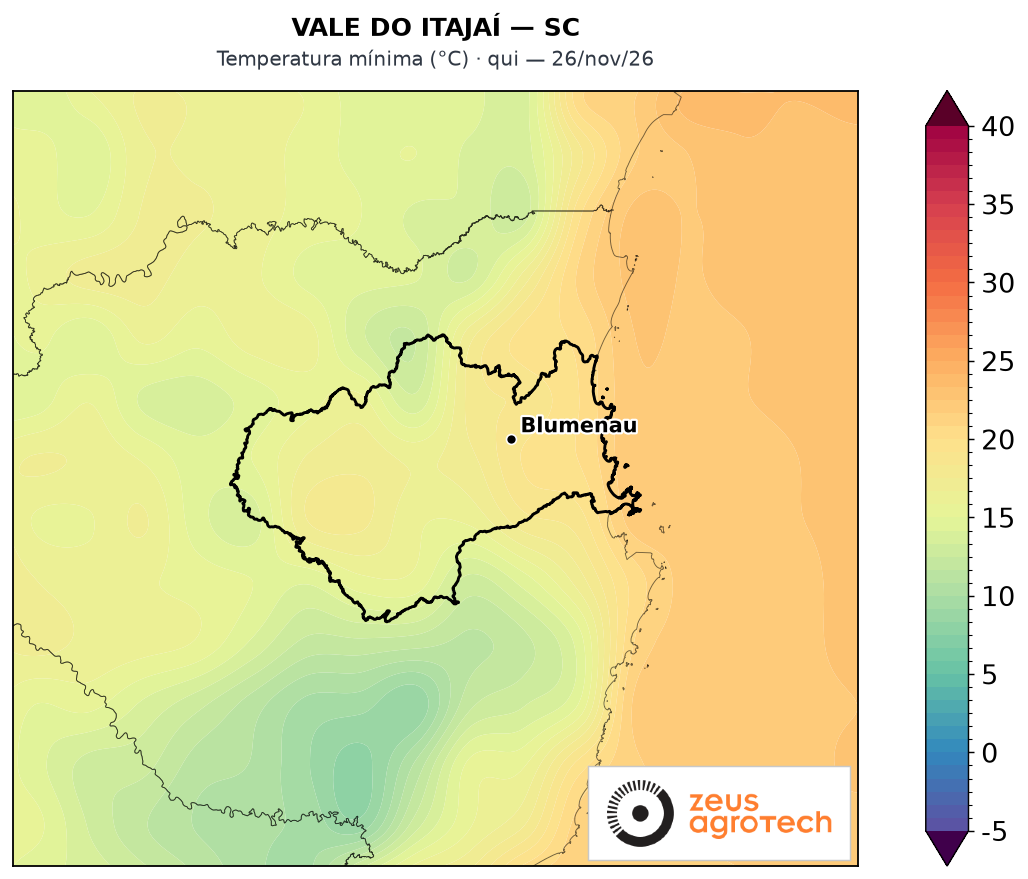 VALE DO ITAJAÍ — SC
Temperatura mínima (°C) · qui — 26/nov/26
Blumenau
40
35
30
25
20
15
10
5
0
-5
zeus
agrotech